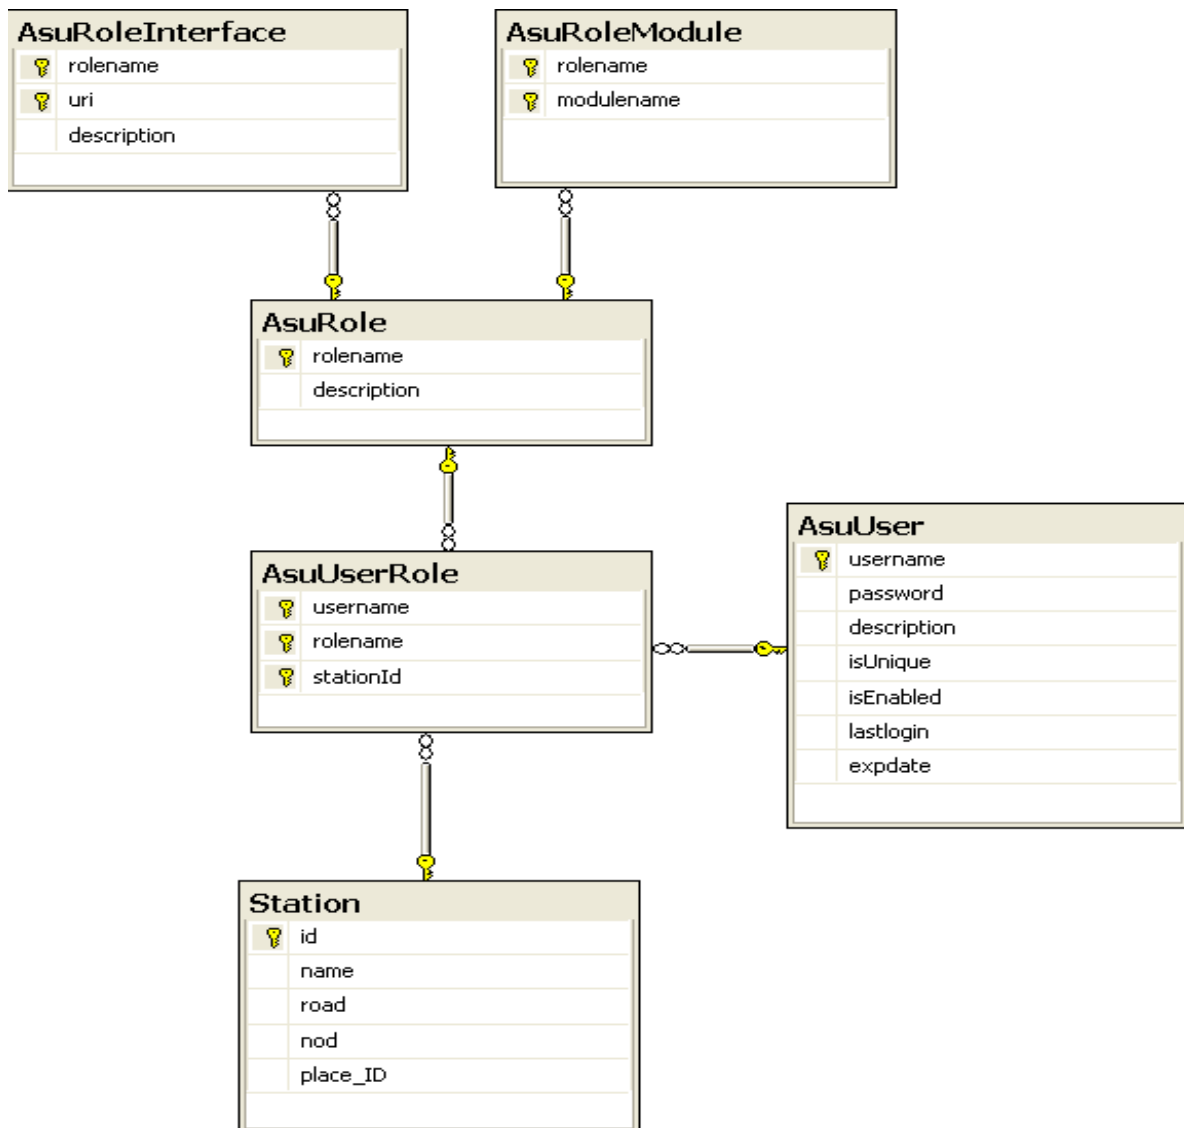 AsuRoleInterface
rolename
uri
description
AsuRoleModule
rolename
modulename
AsuRole
rolename
description
AsuUserRole
username
rolename
stationId
AsuUser
username
password
description
isUnique
isEnabled
lastlogin
expdate
Station
id
name
road
nod
place_ID